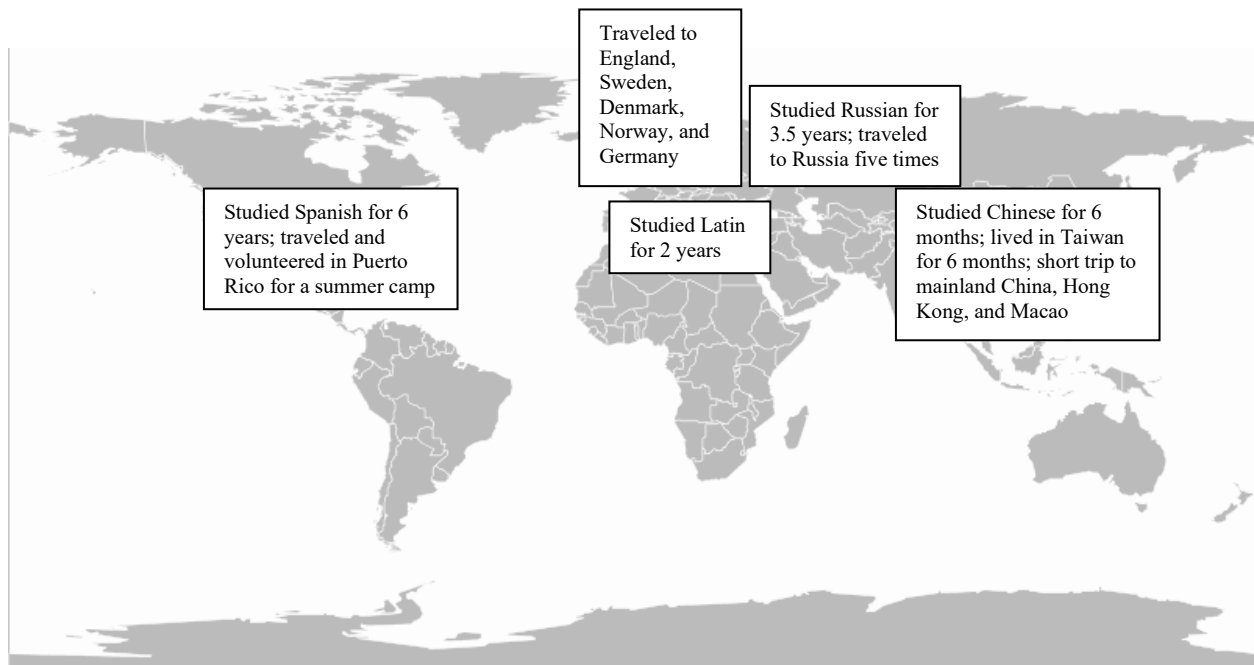 Traveled to
England,
Sweden,
Denmark,
Norway, and
Germany
Studied Russian for
3.5 years; traveled
to Russia five times
Studied Spanish for 6
years; traveled and
volunteered in Puerto
Rico for a summer camp
Studied Latin
for 2 years
Studied Chinese for 6
months; lived in Taiwan
for 6 months; short trip to
mainland China, Hong
Kong, and Macao